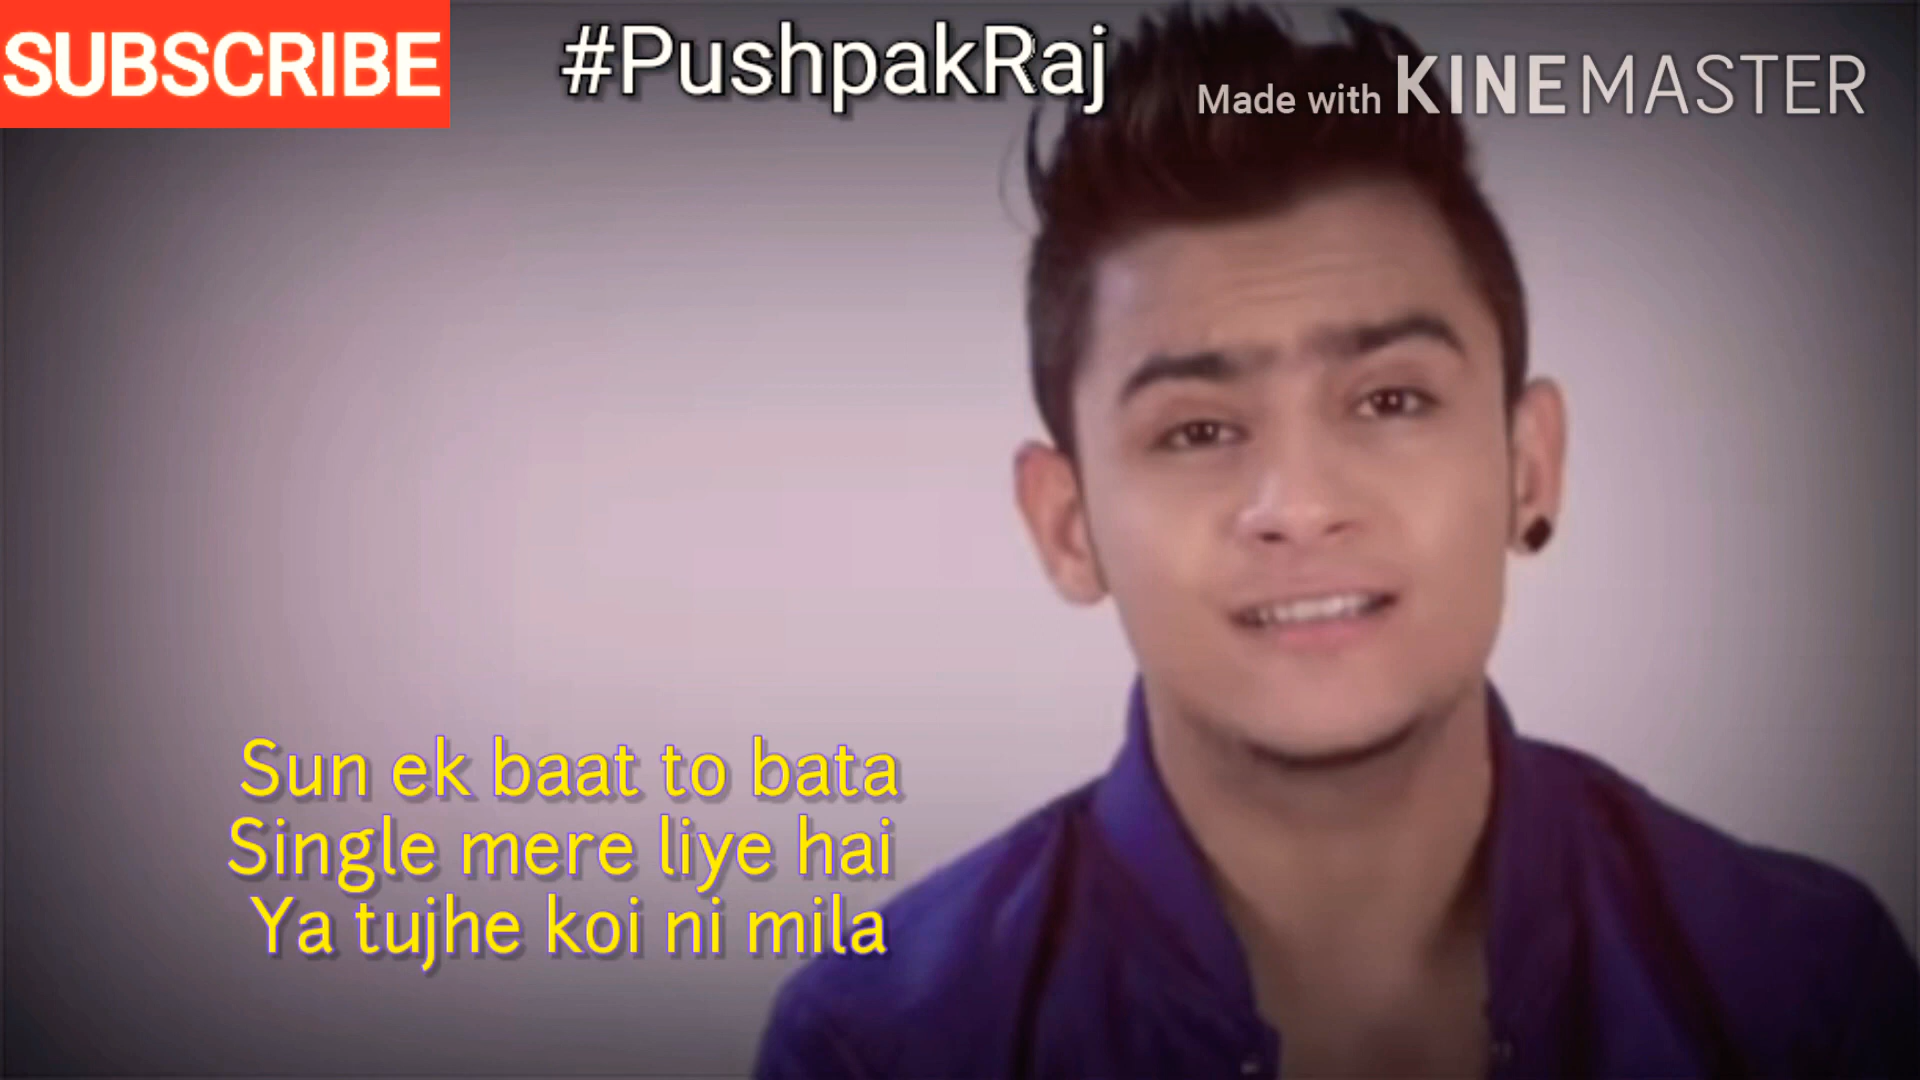 SUBSCRIBE
#PushpakRaj
Made with KINEMASTER
Sun ek baat to bata
Single mere liye hai
Ya tujhe koi ni mila